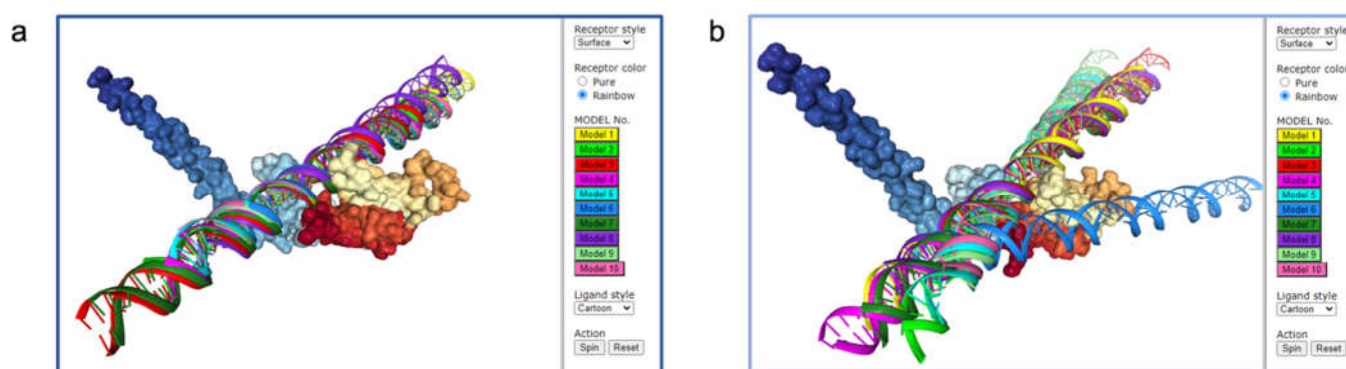 a
Receptor style
Surface
Receptor color
Pure
Rainbow
MODEL No.
Model 1
Model 2
Model 3
Model 4
Model 5
Model 6
Model 7
Model 8
Model 9
Model 10
Ligand style
Cartoon
Action
Spin Reset
b
Receptor style
Surface
Receptor color
Pure
Rainbow
MODEL No.
Model 1
Model 2
Model 3
Model 4
Model 5
Model 6
Model 7
Model 8
Model 9
Model 10
Ligand style
Cartoon
Action
Spin Reset